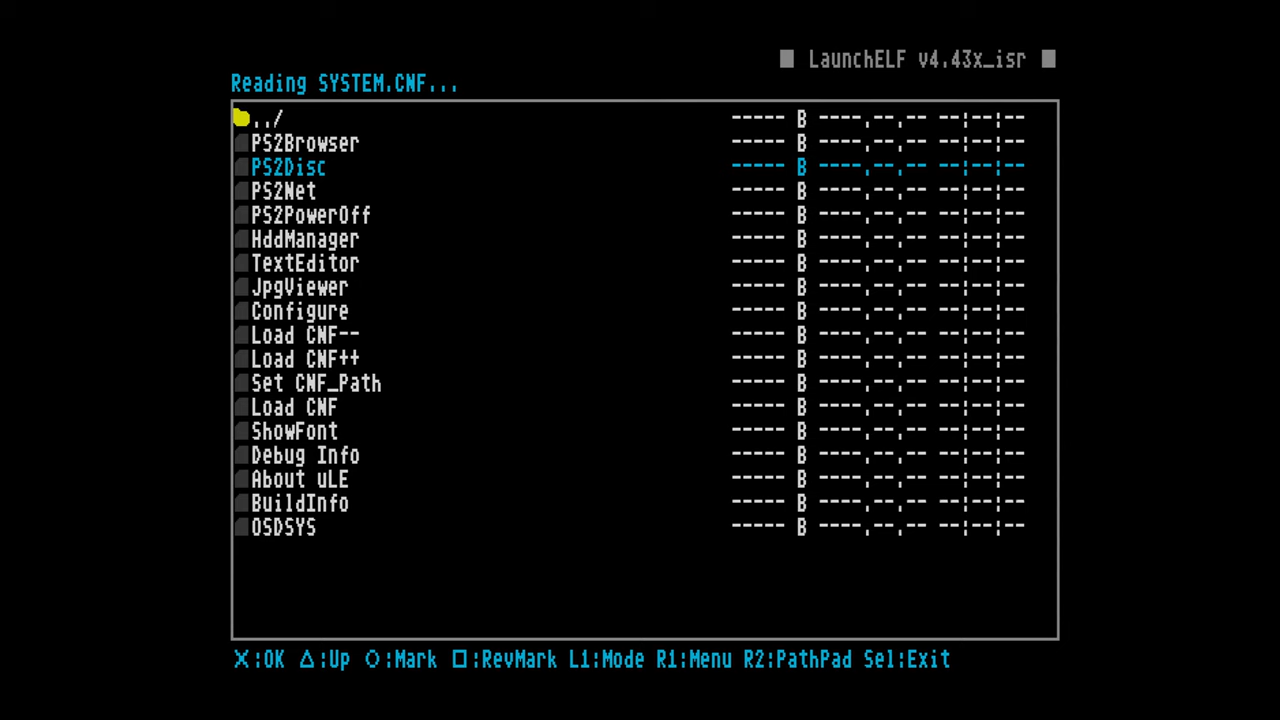 ■ LaunchELF v4.43x_isr ■
Reading SYSTEM.CNF...
../ ----- B ----.--.-- --:--:--
PS2Browser ----- B ----.--.-- --:--:--
PS2Disc ----- B ----.--.-- --:--:--
PS2Net ----- B ----.--.-- --:--:--
PS2PowerOff ----- B ----.--.-- --:--:--
HddManager ----- B ----.--.-- --:--:--
TextEditor ----- B ----.--.-- --:--:--
JpgViewer ----- B ----.--.-- --:--:--
Configure ----- B ----.--.-- --:--:--
Load CNF-- ----- B ----.--.-- --:--:--
Load CNF++ ----- B ----.--.-- --:--:--
Set CNF_Path ----- B ----.--.-- --:--:--
Load CNF ----- B ----.--.-- --:--:--
ShowFont ----- B ----.--.-- --:--:--
Debug Info ----- B ----.--.-- --:--:--
About uLE ----- B ----.--.-- --:--:--
BuildInfo ----- B ----.--.-- --:--:--
OSDSYS ----- B ----.--.-- --:--:--
✕:OK △:Up ○:Mark □:RevMark L1:Mode R1:Menu R2:PathPad Sel:Exit